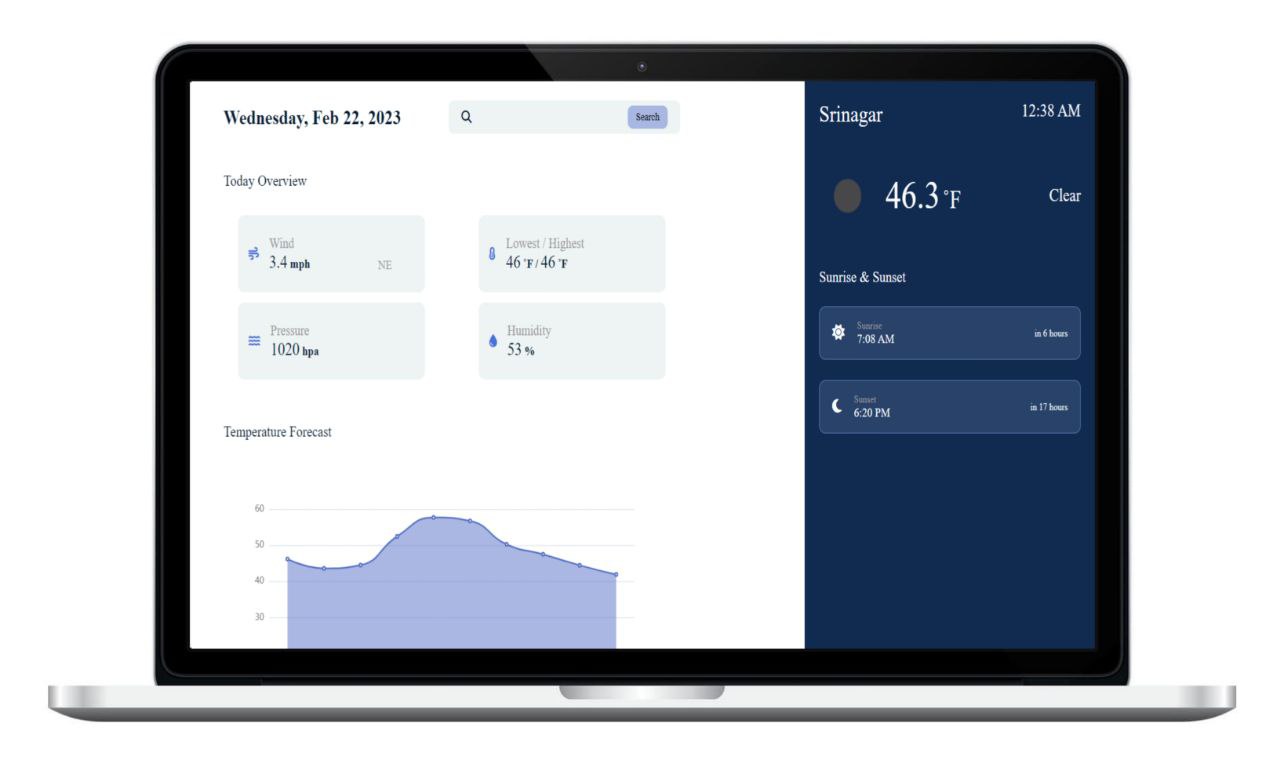 Wednesday, Feb 22, 2023
Search
Today Overview
Wind
3.4 mph
NE
Lowest / Highest
46 °F / 46 °F
Pressure
1020 hpa
Humidity
53 %
Temperature Forecast
60
50
40
30
Srinagar
12:38 AM
46.3 °F
Clear
Sunrise & Sunset
Sunrise
7:08 AM
in 6 hours
Sunset
6:20 PM
in 17 hours